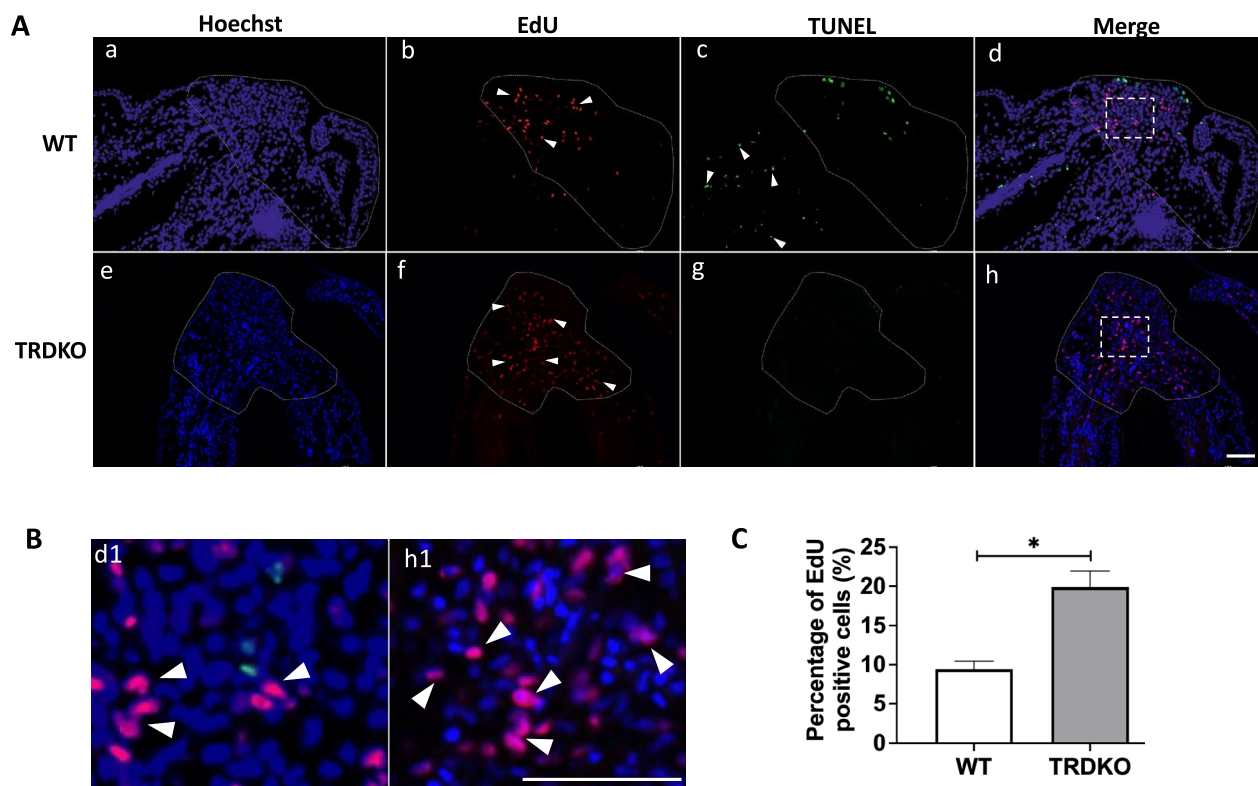 A
Hoechst
EdU
TUNEL
Merge
WT
a
b
c
d
TRDKO
e
f
g
h
B
d1
h1
C
Percentage of EdU
positive cells (%)
25
20
15
10
5
0
*
WT
TRDKO